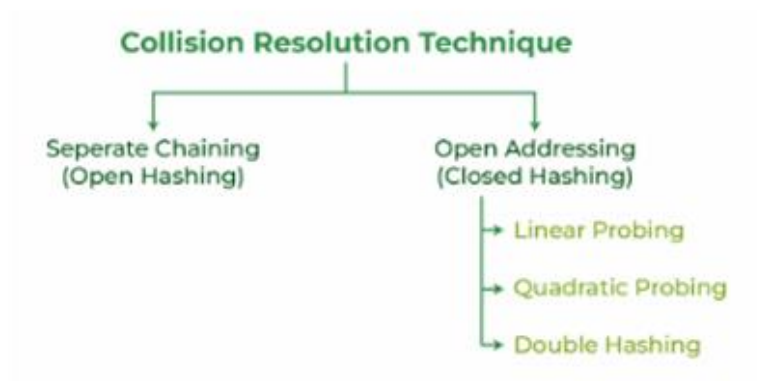 Collision Resolution Technique
Seperate Chaining
(Open Hashing)
Open Addressing
(Closed Hashing)
Linear Probing
Quadratic Probing
Double Hashing